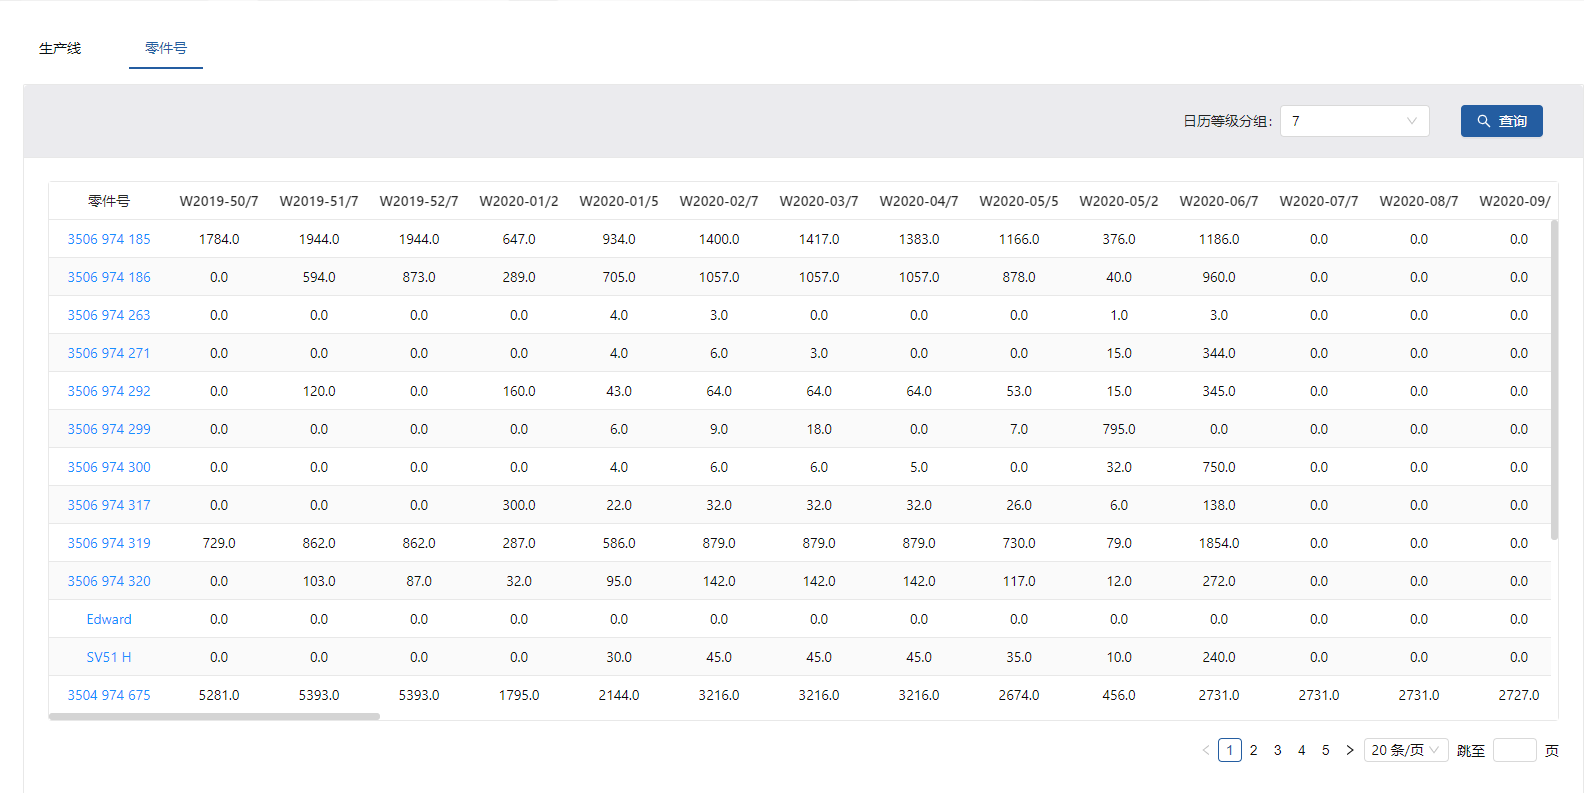 生产线 零件号
日历等级分组: 7 查询
零件号 W2019-50/7 W2019-51/7 W2019-52/7 W2020-01/2 W2020-01/5 W2020-02/7 W2020-03/7 W2020-04/7 W2020-05/5 W2020-05/2 W2020-06/7 W2020-07/7 W2020-08/7 W2020-09/
3506 974 185 1784.0 1944.0 1944.0 647.0 934.0 1400.0 1417.0 1383.0 1166.0 376.0 1186.0 0.0 0.0 0.0
3506 974 186 0.0 594.0 873.0 289.0 705.0 1057.0 1057.0 1057.0 878.0 40.0 960.0 0.0 0.0 0.0
3506 974 263 0.0 0.0 0.0 0.0 4.0 3.0 0.0 0.0 0.0 1.0 3.0 0.0 0.0 0.0
3506 974 271 0.0 0.0 0.0 0.0 4.0 6.0 3.0 0.0 0.0 15.0 344.0 0.0 0.0 0.0
3506 974 292 0.0 120.0 0.0 160.0 43.0 64.0 64.0 64.0 53.0 15.0 345.0 0.0 0.0 0.0
3506 974 299 0.0 0.0 0.0 0.0 6.0 9.0 18.0 0.0 7.0 795.0 0.0 0.0 0.0 0.0
3506 974 300 0.0 0.0 0.0 0.0 4.0 6.0 6.0 5.0 0.0 32.0 750.0 0.0 0.0 0.0
3506 974 317 0.0 0.0 0.0 300.0 22.0 32.0 32.0 32.0 26.0 6.0 138.0 0.0 0.0 0.0
3506 974 319 729.0 862.0 862.0 287.0 586.0 879.0 879.0 879.0 730.0 79.0 1854.0 0.0 0.0 0.0
3506 974 320 0.0 103.0 87.0 32.0 95.0 142.0 142.0 142.0 117.0 12.0 272.0 0.0 0.0 0.0
Edward 0.0 0.0 0.0 0.0 0.0 0.0 0.0 0.0 0.0 0.0 0.0 0.0 0.0 0.0
SV51 H 0.0 0.0 0.0 0.0 30.0 45.0 45.0 45.0 35.0 10.0 240.0 0.0 0.0 0.0
3504 974 675 5281.0 5393.0 5393.0 1795.0 2144.0 3216.0 3216.0 3216.0 2674.0 456.0 2731.0 2731.0 2731.0 2727.0
< 1 2 3 4 5 > 20 条/页 跳至 页